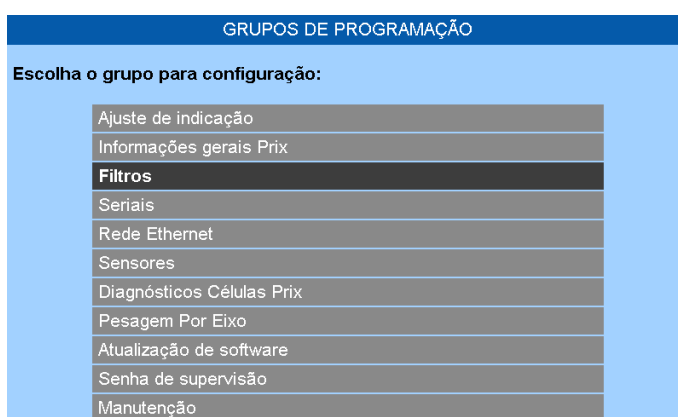 GRUPOS DE PROGRAMAÇÃO
Escolha o grupo para configuração:
Ajuste de indicação
Informações gerais Prix
Filtros
Seriais
Rede Ethernet
Sensores
Diagnósticos Células Prix
Pesagem Por Eixo
Atualização de software
Senha de supervisão
Manutenção